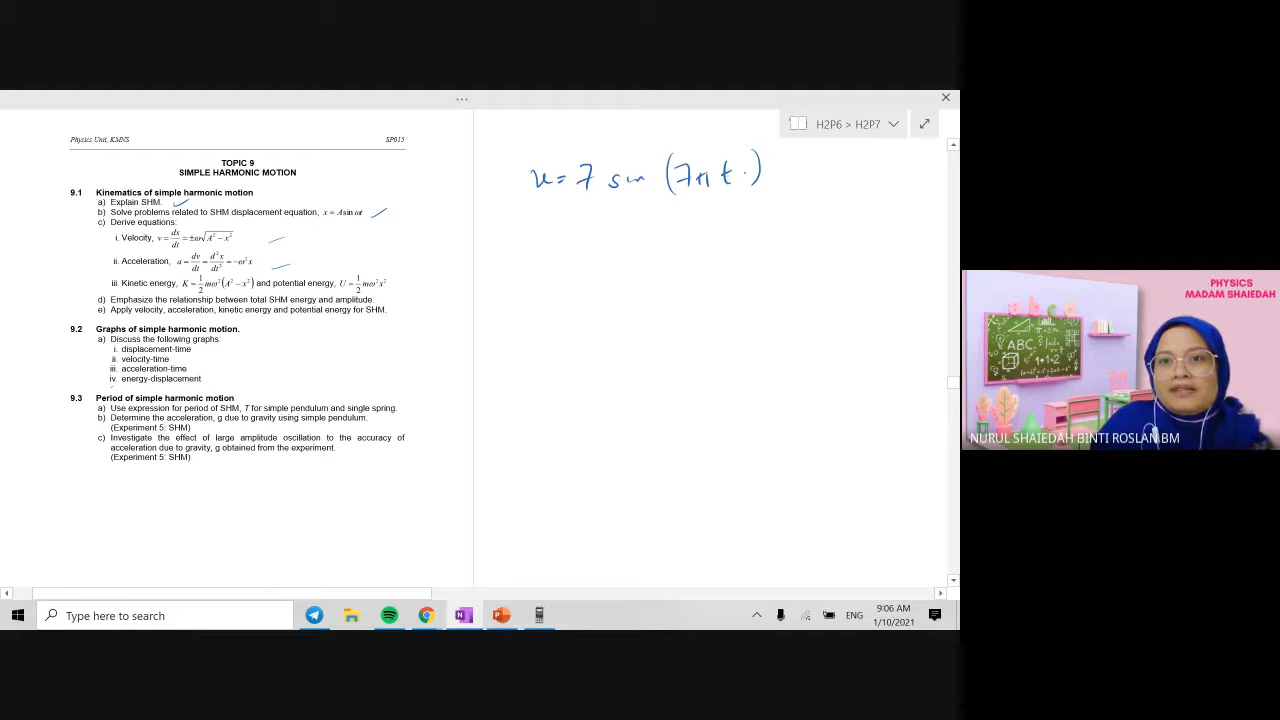 H2P6 > H2P7
Physics Unit, KMNS SP015
TOPIC 9
SIMPLE HARMONIC MOTION
9.1 Kinematics of simple harmonic motion
a) Explain SHM.
b) Solve problems related to SHM displacement equation, x = A sin ωt
c) Derive equations:
i. Velocity, v = dx/dt = ±ω√(A² − x²)
ii. Acceleration, a = dv/dt = d²x/dt² = −ω²x
iii. Kinetic energy, K = 1/2 mω²(A² − x²) and potential energy, U = 1/2 mω²x²
d) Emphasize the relationship between total SHM energy and amplitude.
e) Apply velocity, acceleration, kinetic energy and potential energy for SHM.
9.2 Graphs of simple harmonic motion.
a) Discuss the following graphs:
i. displacement-time
ii. velocity-time
iii. acceleration-time
iv. energy-displacement
9.3 Period of simple harmonic motion
a) Use expression for period of SHM, T for simple pendulum and single spring.
b) Determine the acceleration, g due to gravity using simple pendulum.
(Experiment 5: SHM)
c) Investigate the effect of large amplitude oscillation to the accuracy of
acceleration due to gravity, g obtained from the experiment.
(Experiment 5: SHM)
x = 7 sin (7π t.)
PHYSICS
MADAM SHAIEDAH
a b c d
ABC
1+1=2
NURUL SHAIEDAH BINTI ROSLAN BM
Type here to search
ENG
9:06 AM
1/10/2021